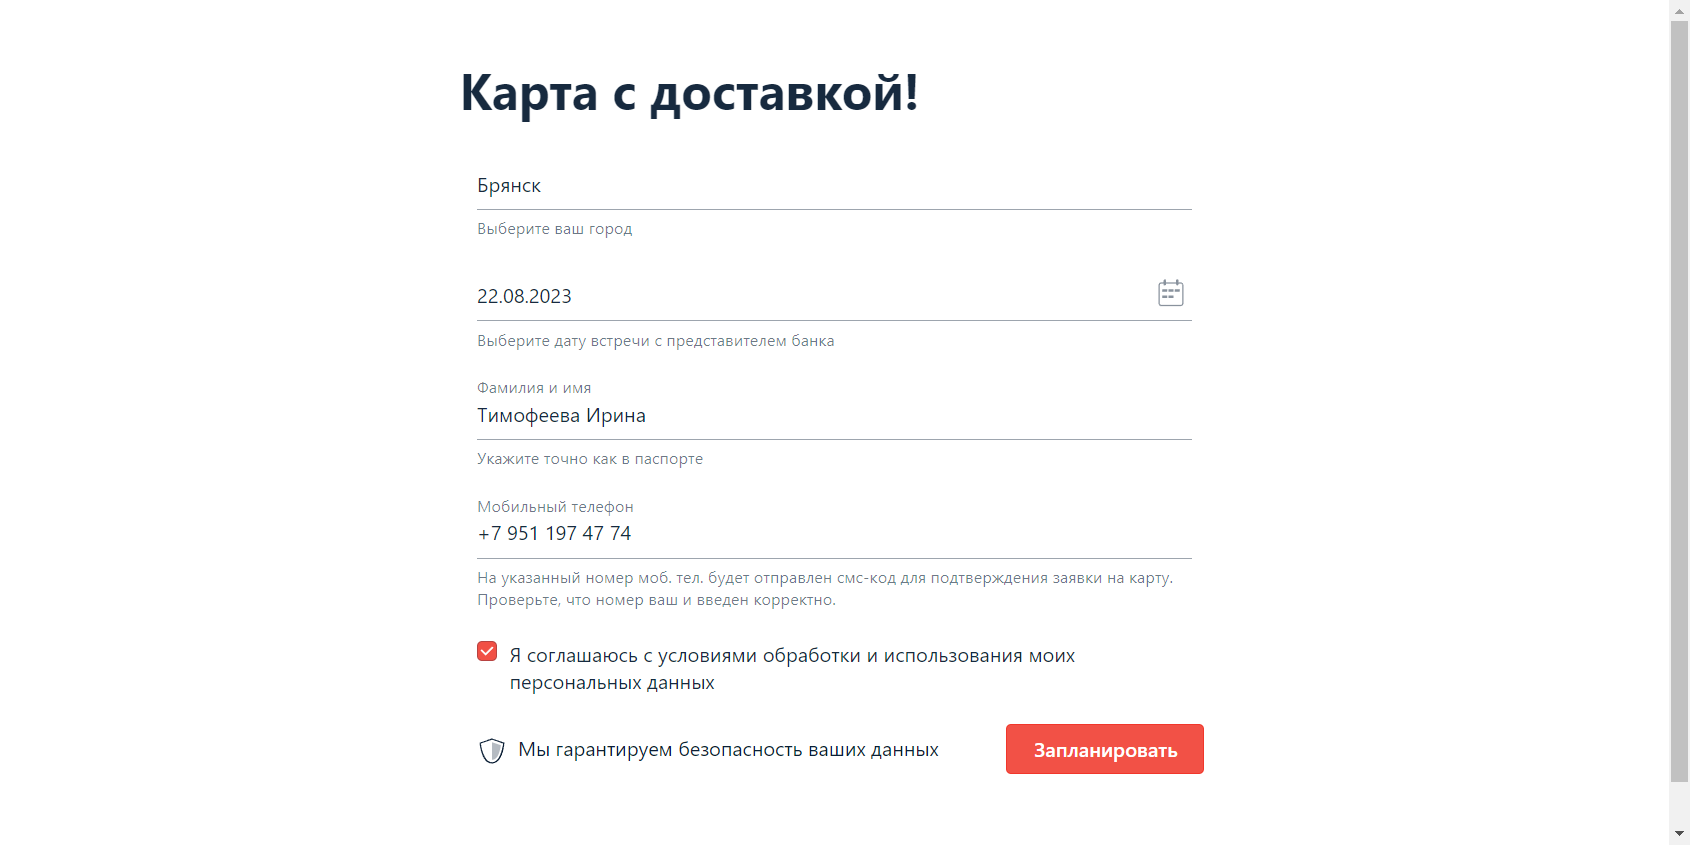 Карта с доставкой!
Брянск
Выберите ваш город
22.08.2023
Выберите дату встречи с представителем банка
Фамилия и имя
Тимофеева Ирина
Укажите точно как в паспорте
Мобильный телефон
+7 951 197 47 74
На указанный номер моб. тел. будет отправлен смс-код для подтверждения заявки на карту.
Проверьте, что номер ваш и введен корректно.
Я соглашаюсь с условиями обработки и использования моих
персональных данных
Мы гарантируем безопасность ваших данных
Запланировать